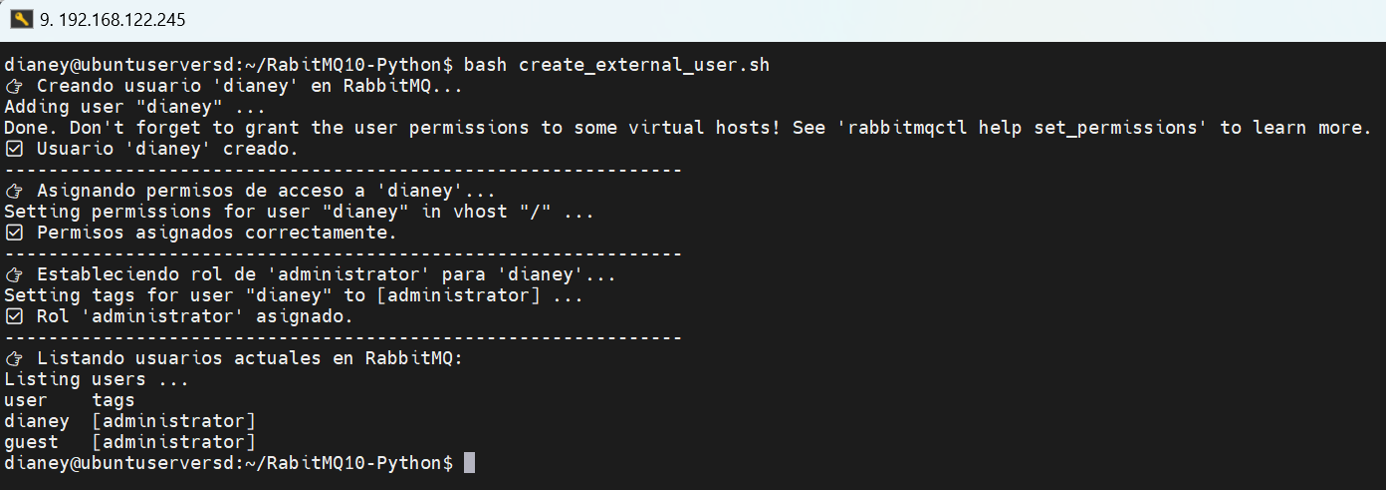 9. 192.168.122.245
dianey@ubuntuserversd:~/RabitMQ10-Python$ bash create_external_user.sh
👉 Creando usuario 'dianey' en RabbitMQ...
Adding user "dianey" ...
Done. Don't forget to grant the user permissions to some virtual hosts! See 'rabbitmqctl help set_permissions' to learn more.
☑ Usuario 'dianey' creado.
--------------------------------------------------------------
👉 Asignando permisos de acceso a 'dianey'...
Setting permissions for user "dianey" in vhost "/" ...
☑ Permisos asignados correctamente.
--------------------------------------------------------------
👉 Estableciendo rol de 'administrator' para 'dianey'...
Setting tags for user "dianey" to [administrator] ...
☑ Rol 'administrator' asignado.
--------------------------------------------------------------
👉 Listando usuarios actuales en RabbitMQ:
Listing users ...
user    tags
dianey  [administrator]
guest   [administrator]
dianey@ubuntuserversd:~/RabitMQ10-Python$